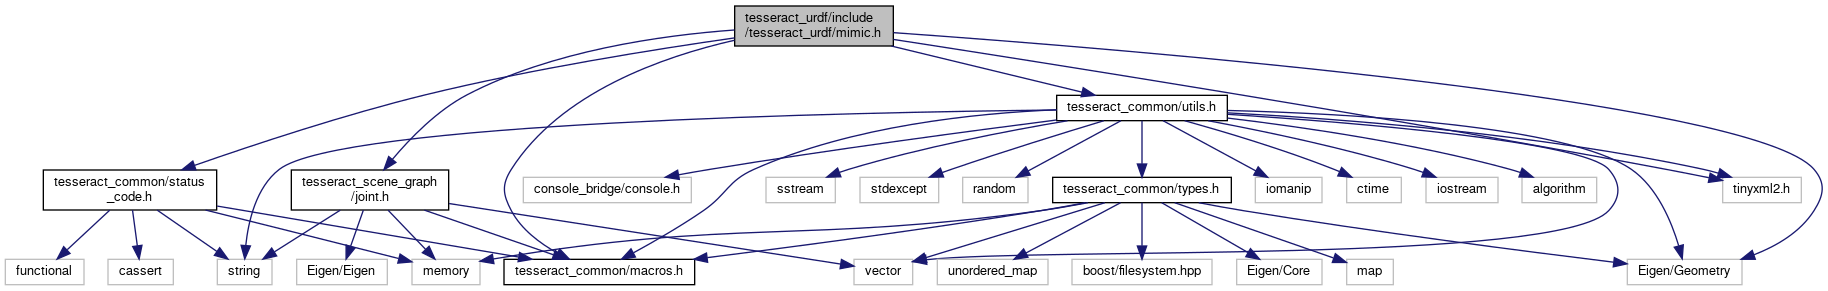 tesseract_urdf/include
/tesseract_urdf/mimic.h
tesseract_common/utils.h
tesseract_common/status
_code.h
tesseract_scene_graph
/joint.h
console_bridge/console.h
sstream
stdexcept
random
tesseract_common/types.h
iomanip
ctime
iostream
algorithm
tinyxml2.h
functional
cassert
string
Eigen/Eigen
memory
tesseract_common/macros.h
vector
unordered_map
boost/filesystem.hpp
Eigen/Core
map
Eigen/Geometry